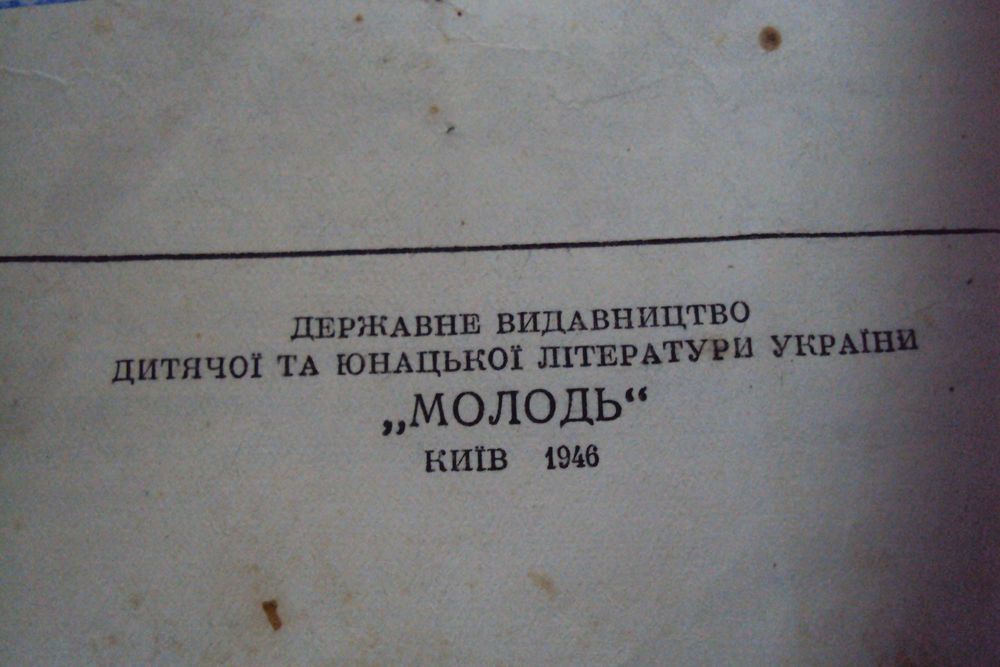 ДЕРЖАВНЕ ВИДАВНИЦТВО
ДИТЯЧОЇ ТА ЮНАЦЬКОЇ ЛІТЕРАТУРИ УКРАЇНИ
„МОЛОДЬ“
КИЇВ 1946